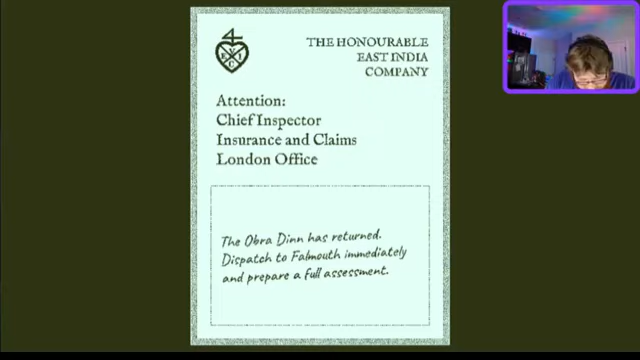 THE HONOURABLE
EAST INDIA
COMPANY
Attention:
Chief Inspector
Insurance and Claims
London Office
The Obra Dinn has returned.
Dispatch to Falmouth immediately
and prepare a full assessment.